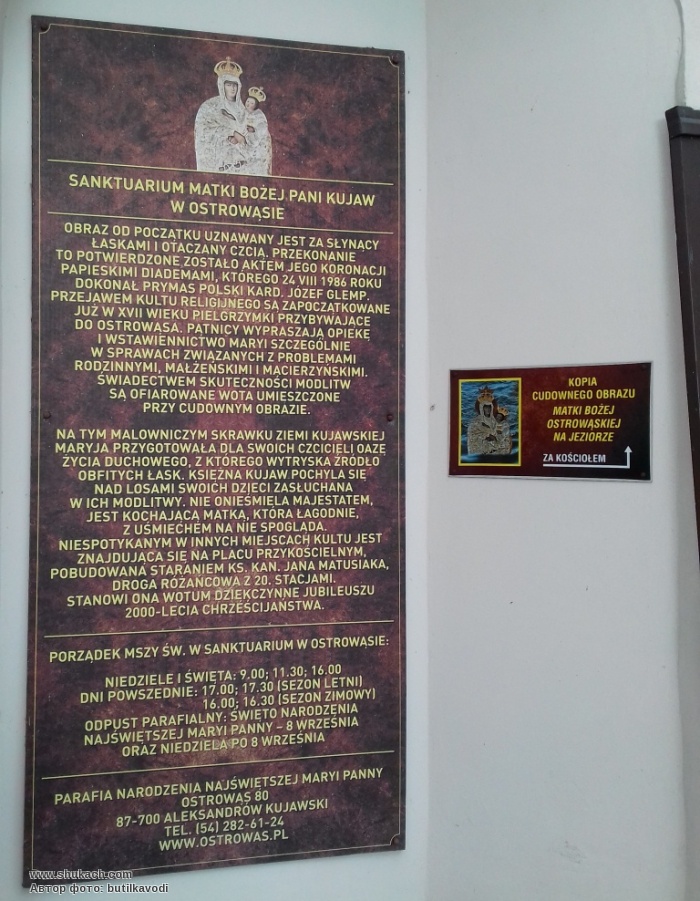 SANKTUARIUM MATKI BOŻEJ PANI KUJAW
W OSTROWĄSIE
OBRAZ OD POCZĄTKU UZNAWANY JEST ZA SŁYNĄCY
ŁASKAMI I OTACZANY CZCIĄ. PRZEKONANIE
TO POTWIERDZONE ZOSTAŁO AKTEM JEGO KORONACJI
PAPIESKIMI DIADEMAMI, KTÓREGO 24 VIII 1986 ROKU
DOKONAŁ PRYMAS POLSKI KARD. JÓZEF GLEMP.
PRZEJAWEM KULTU RELIGIJNEGO SĄ ZAPOCZĄTKOWANE
JUŻ W XVII WIEKU PIELGRZYMKI PRZYBYWAJĄCE
DO OSTROWĄSA. PĄTNICY WYPRASZAJĄ OPIEKĘ
I WSTAWIENNICTWO MARYI SZCZEGÓLNIE
W SPRAWACH ZWIĄZANYCH Z PROBLEMAMI
RODZINNYMI, MAŁŻEŃSKIMI I MACIERZYŃSKIMI.
ŚWIADECTWEM SKUTECZNOŚCI MODLITW
SĄ OFIAROWANE WOTA UMIESZCZONE
PRZY CUDOWNYM OBRAZIE.
NA TYM MALOWNICZYM SKRAWKU ZIEMI KUJAWSKIEJ
MARYJA PRZYGOTOWAŁA DLA SWOICH CZCICIELI OAZĘ
ŻYCIA DUCHOWEGO, Z KTÓREGO WYTRYSKA ŹRÓDŁO
OBFITYCH ŁASK. KSIĘŻNA KUJAW POCHYLA SIĘ
NAD LOSAMI SWOICH DZIECI ZASŁUCHANA
W ICH MODLITWY. NIE ONIEŚMIELA MAJESTATEM,
JEST KOCHAJĄCĄ MATKĄ, KTÓRA ŁAGODNIE,
Z UŚMIECHEM NA NIE SPOGLĄDA.
NIESPOTYKANYM W INNYCH MIEJSCACH KULTU JEST
ZNAJDUJĄCA SIĘ NA PLACU PRZYKOŚCIELNYM,
POBUDOWANA STARANIEM KS. KAN. JANA MATUSIAKA,
DROGA RÓŻAŃCOWA Z 20. STACJAMI.
STANOWI ONA WOTUM DZIĘKCZYNNE JUBILEUSZU
2000-LECIA CHRZEŚCIJAŃSTWA.
PORZĄDEK MSZY ŚW. W SANKTUARIUM W OSTROWĄSIE:
NIEDZIELE I ŚWIĘTA: 9.00; 11.30; 16.00
DNI POWSZEDNIE: 17.00; 17.30 (SEZON LETNI)
16.00; 16.30 (SEZON ZIMOWY)
ODPUST PARAFIALNY: ŚWIĘTO NARODZENIA
NAJŚWIĘTSZEJ MARYI PANNY - 8 WRZEŚNIA
ORAZ NIEDZIELA PO 8 WRZEŚNIA
PARAFIA NARODZENIA NAJŚWIĘTSZEJ MARYI PANNY
OSTROWĄS 80
87-700 ALEKSANDRÓW KUJAWSKI
TEL. (54) 282-61-24
WWW.OSTROWAS.PL
KOPIA
CUDOWNEGO OBRAZU
MATKI BOŻEJ
OSTROWĄSKIEJ
NA JEZIORZE
ZA KOŚCIOŁEM
www.shukach.com
Автор фото: butilkavodi